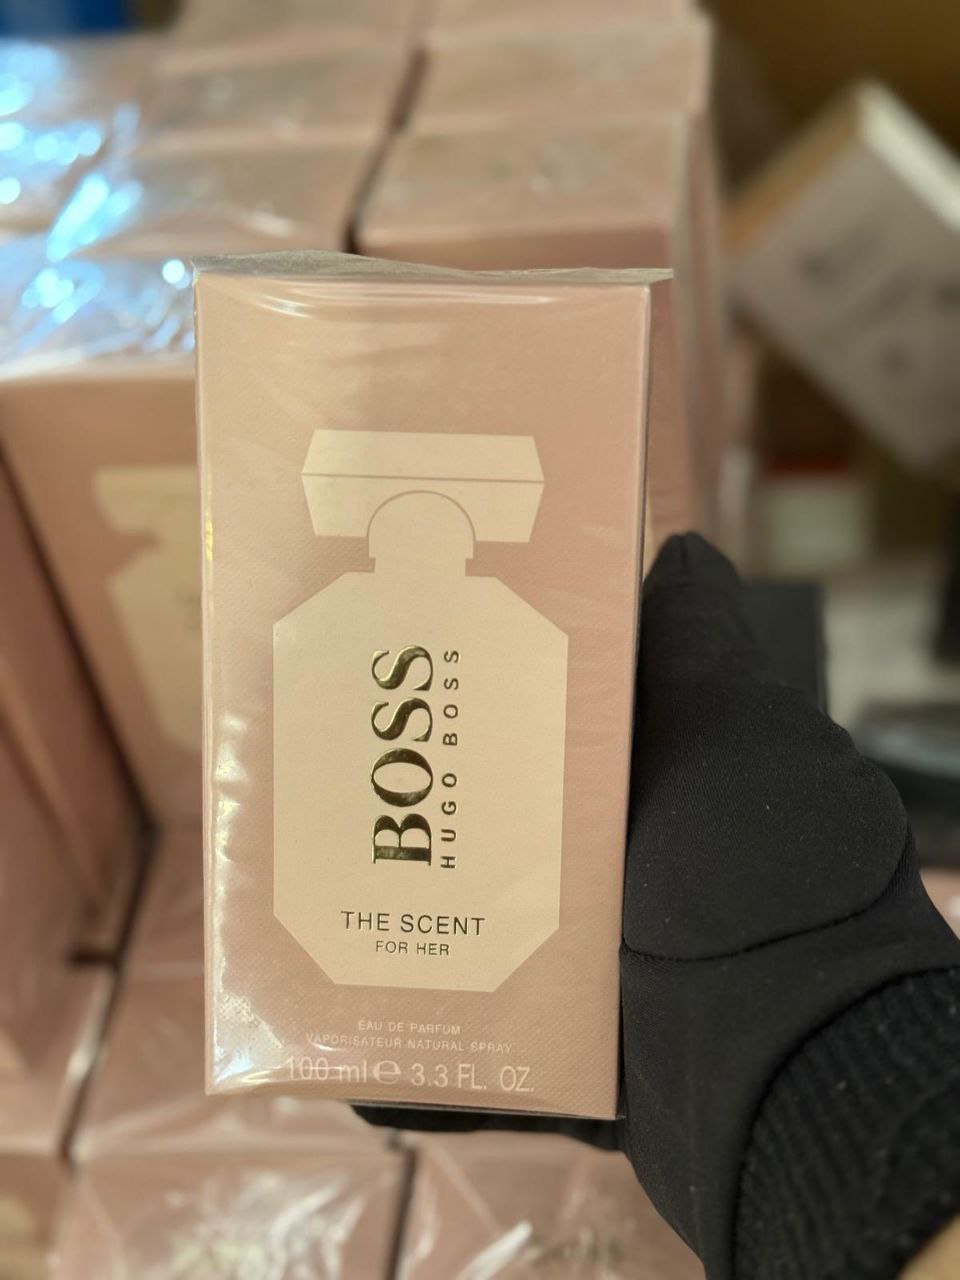 BOSS
HUGO BOSS
THE SCENT
FOR HER
EAU DE PARFUM
VAPORISATEUR NATURAL SPRAY
100 ml ℮ 3.3 FL. OZ.